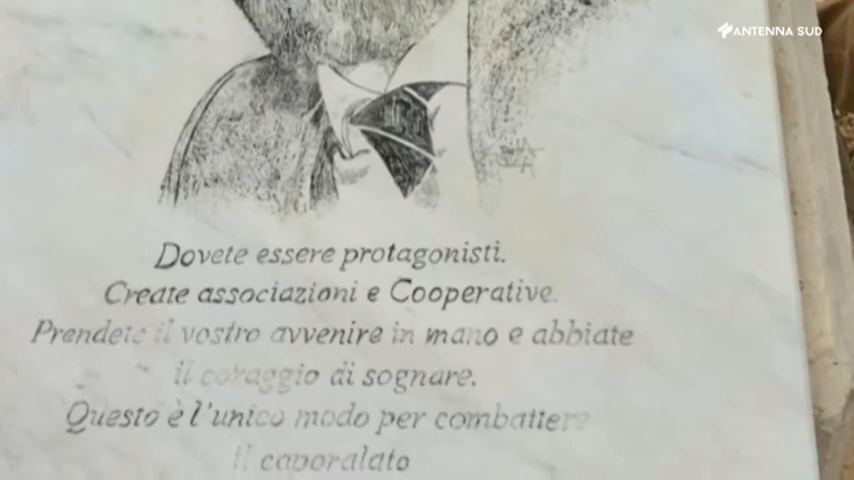 ANTENNA SUD
Dovete essere protagonisti.
Create associazioni e Cooperative.
Prendete il vostro avvenire in mano e abbiate
il coraggio di sognare.
Questo è l'unico modo per combattere
il caporalato